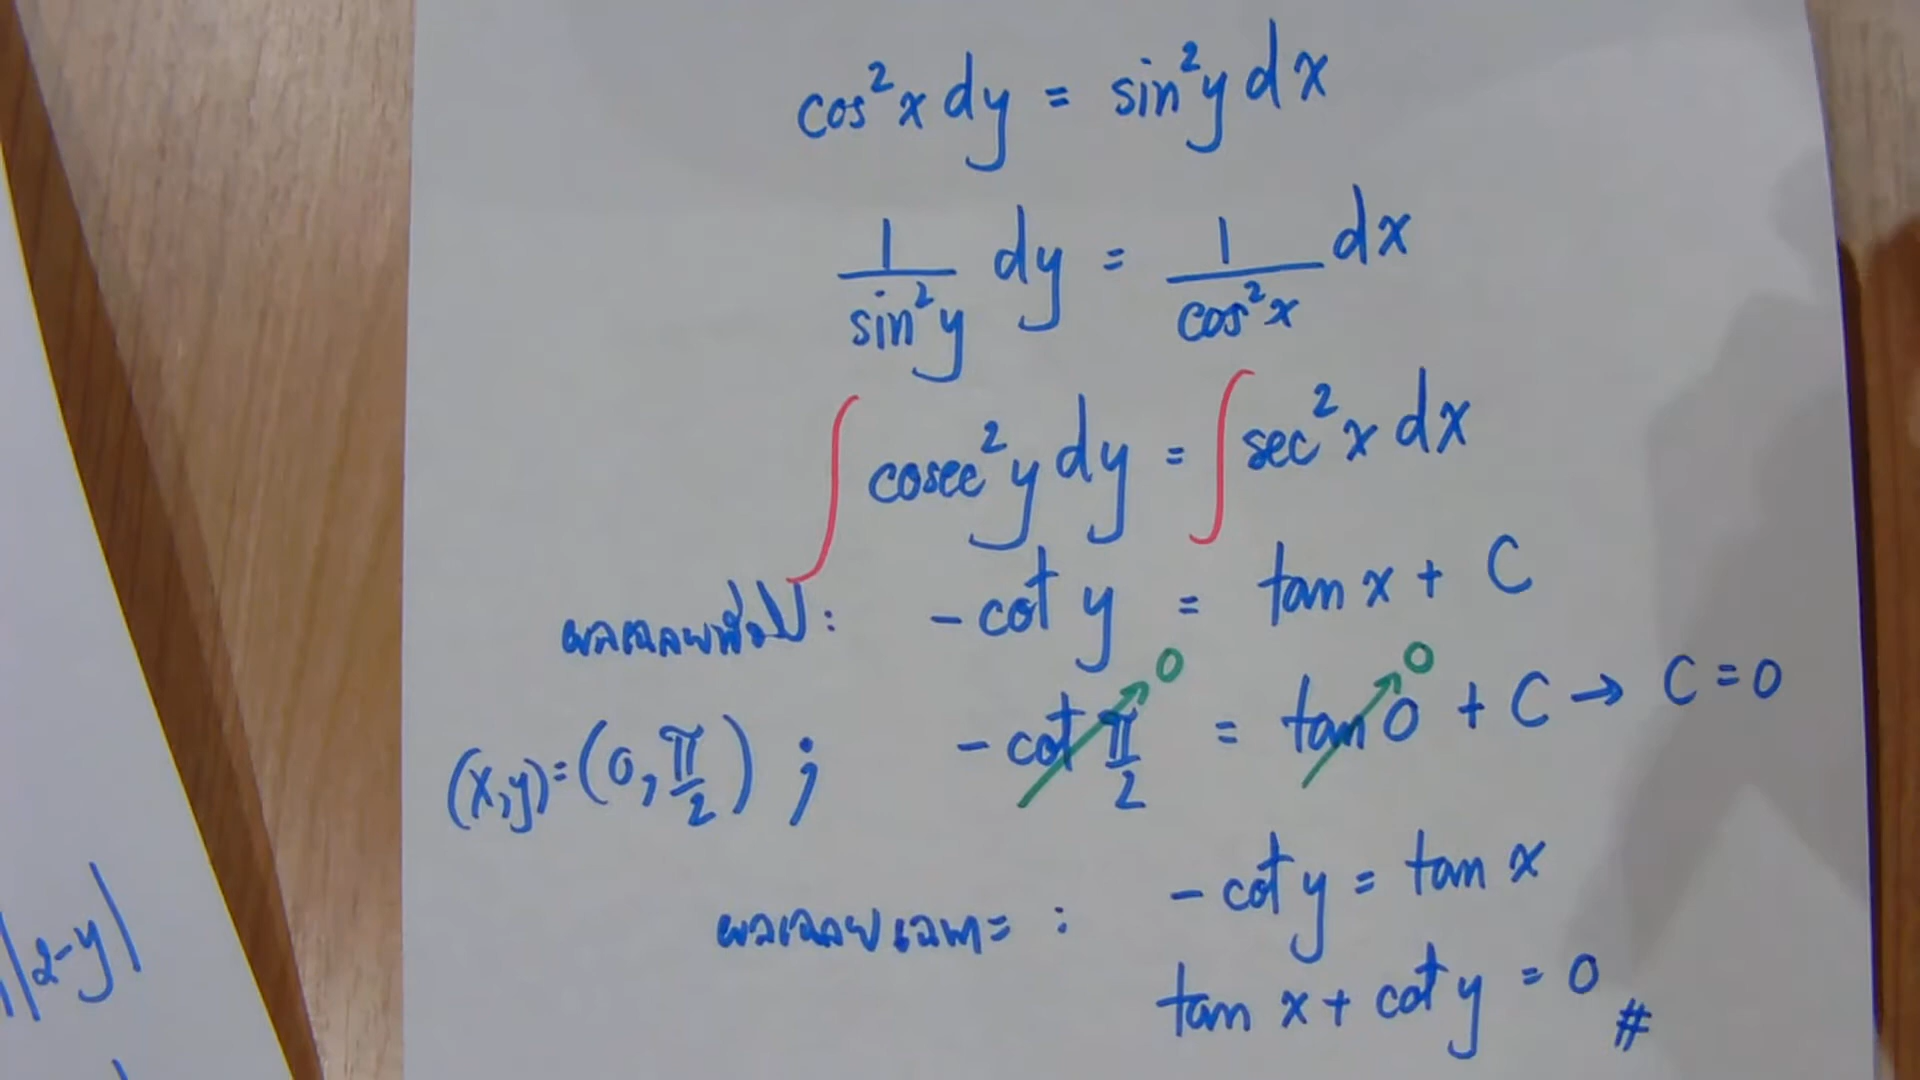 cos²x dy = sin²y dx
1/sin²y dy = 1/cos²x dx
∫ cosec²y dy = ∫ sec²x dx
ผลเฉลยทั่วไป : -cot y = tan x + C
(x,y)=(0, π/2) ; -cot π/2 = tan 0 + C → C = 0
0 0
ผลเฉลยเฉพาะ : -cot y = tan x
tan x + cot y = 0 #
|2-y|